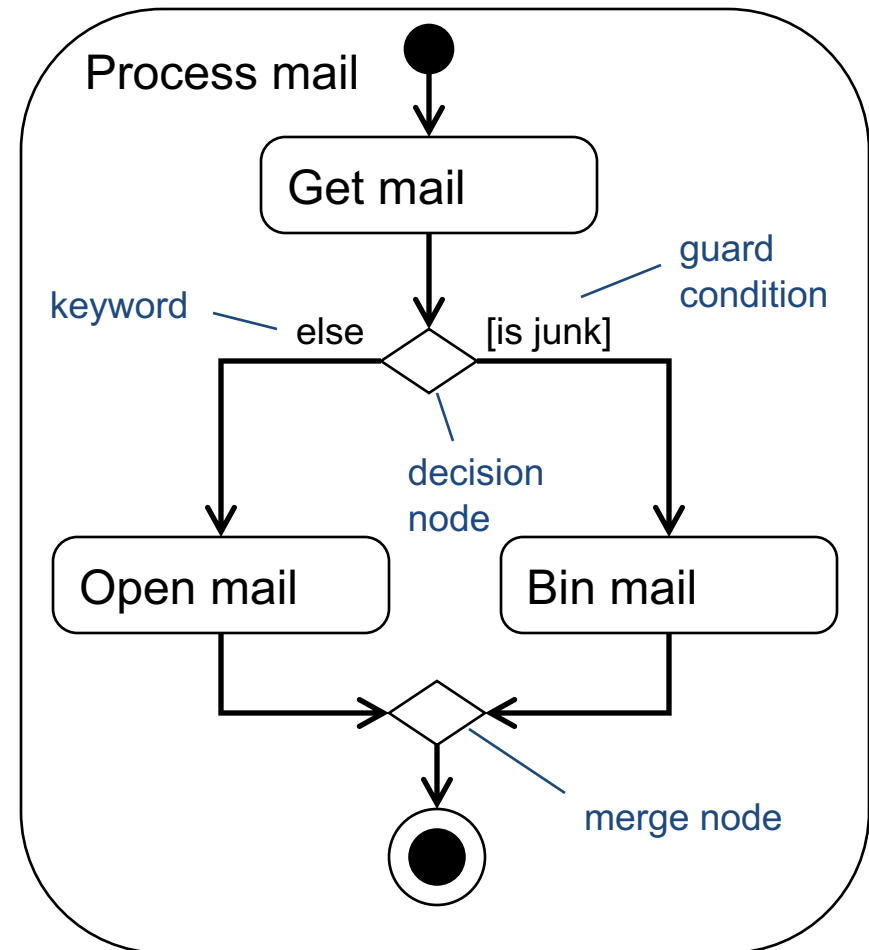 Process mail
Get mail
guard
condition
keyword
else
[is junk]
decision
node
Open mail
Bin mail
merge node